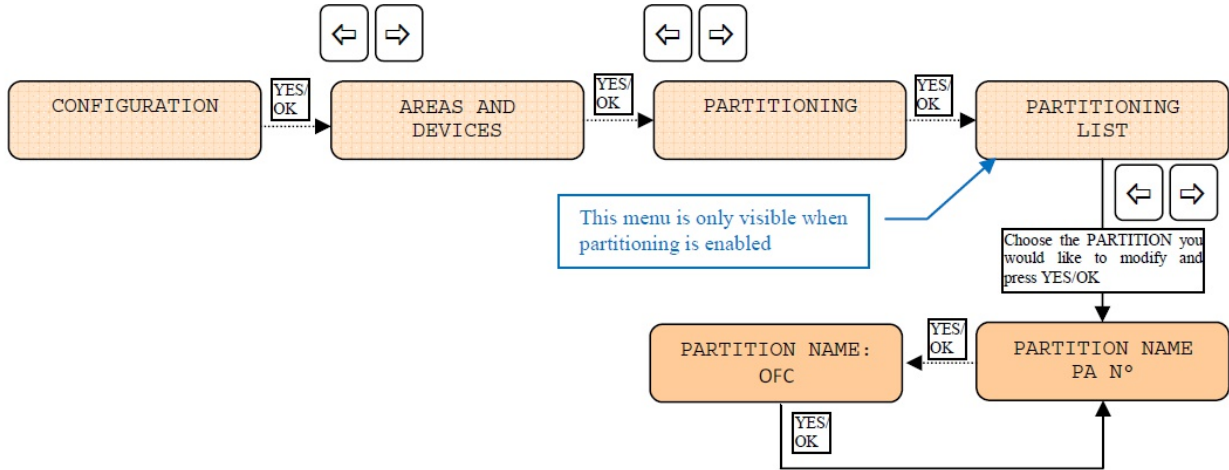 CONFIGURATION
YES/
OK
AREAS AND
DEVICES
YES/
OK
PARTITIONING
YES/
OK
PARTITIONING
LIST
This menu is only visible when
partitioning is enabled
Choose the PARTITION you
would like to modify and
press YES/OK
PARTITION NAME
PA N°
YES/
OK
PARTITION NAME:
OFC
YES/
OK